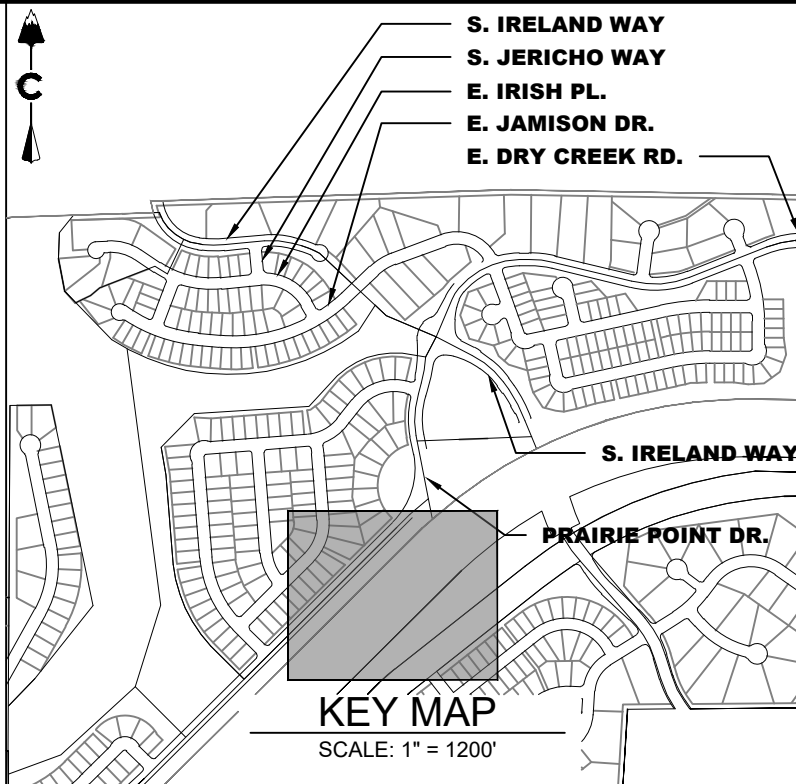 S. IRELAND WAY
S. JERICHO WAY
E. IRISH PL.
E. JAMISON DR.
E. DRY CREEK RD.
C
S. IRELAND WAY
PRAIRIE POINT DR.
KEY MAP
SCALE: 1" = 1200'